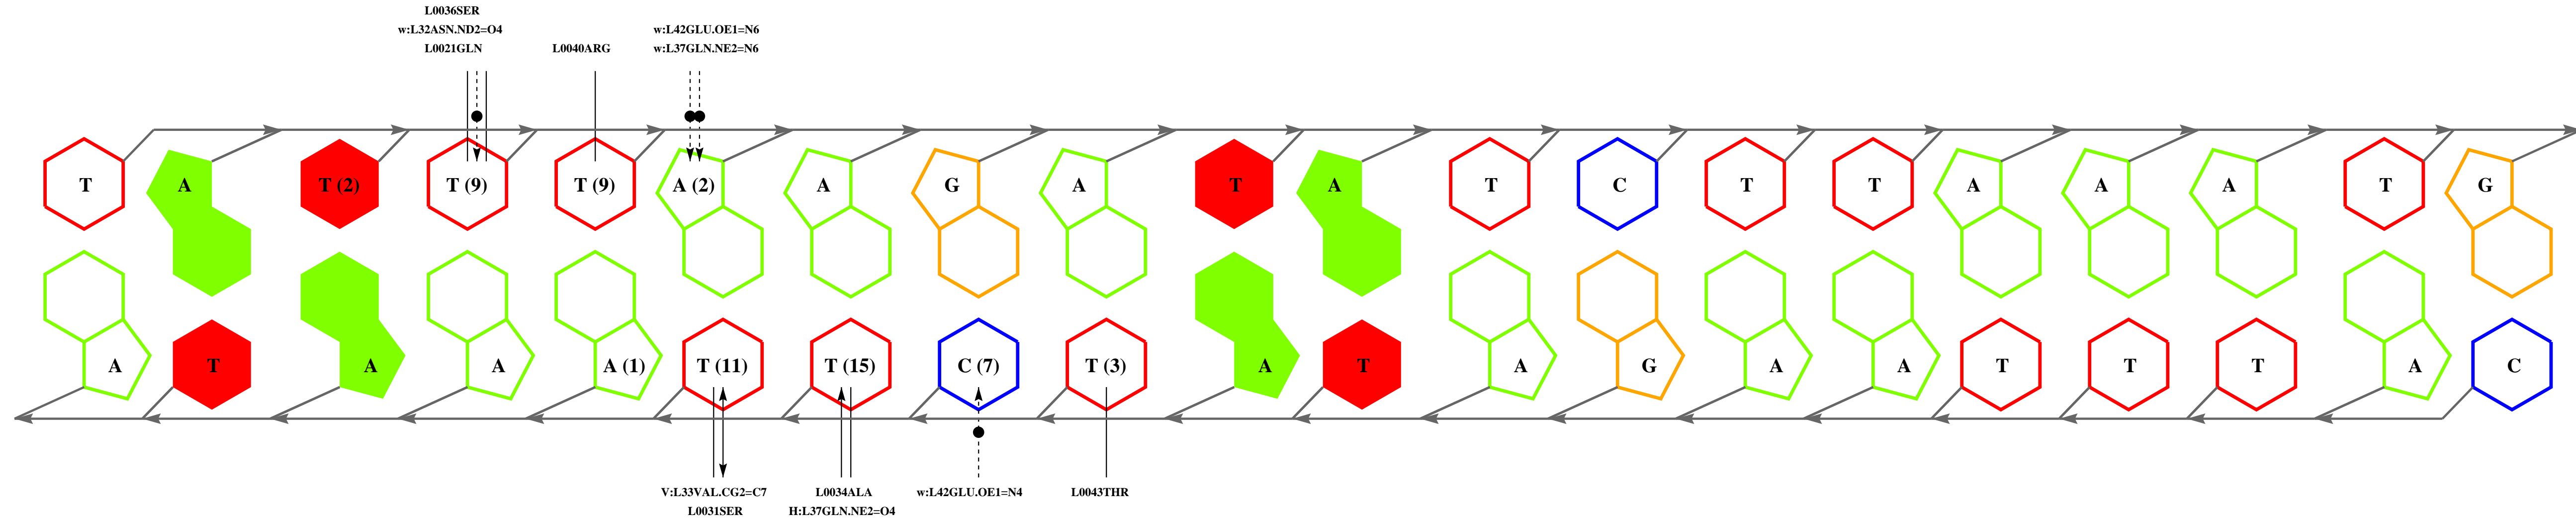 L0036SER
w:L32ASN.ND2=O4
L0021GLN
L0040ARG
w:L42GLU.OE1=N6
w:L37GLN.NE2=N6
T A T (2) T (9) T (9) A (2) A G A T A T C T T A A A T G
A T A A A (1) T (11) T (15) C (7) T (3) A T A G A A T T T A C
V:L33VAL.CG2=C7
L0031SER
L0034ALA
H:L37GLN.NE2=O4
w:L42GLU.OE1=N4
L0043THR